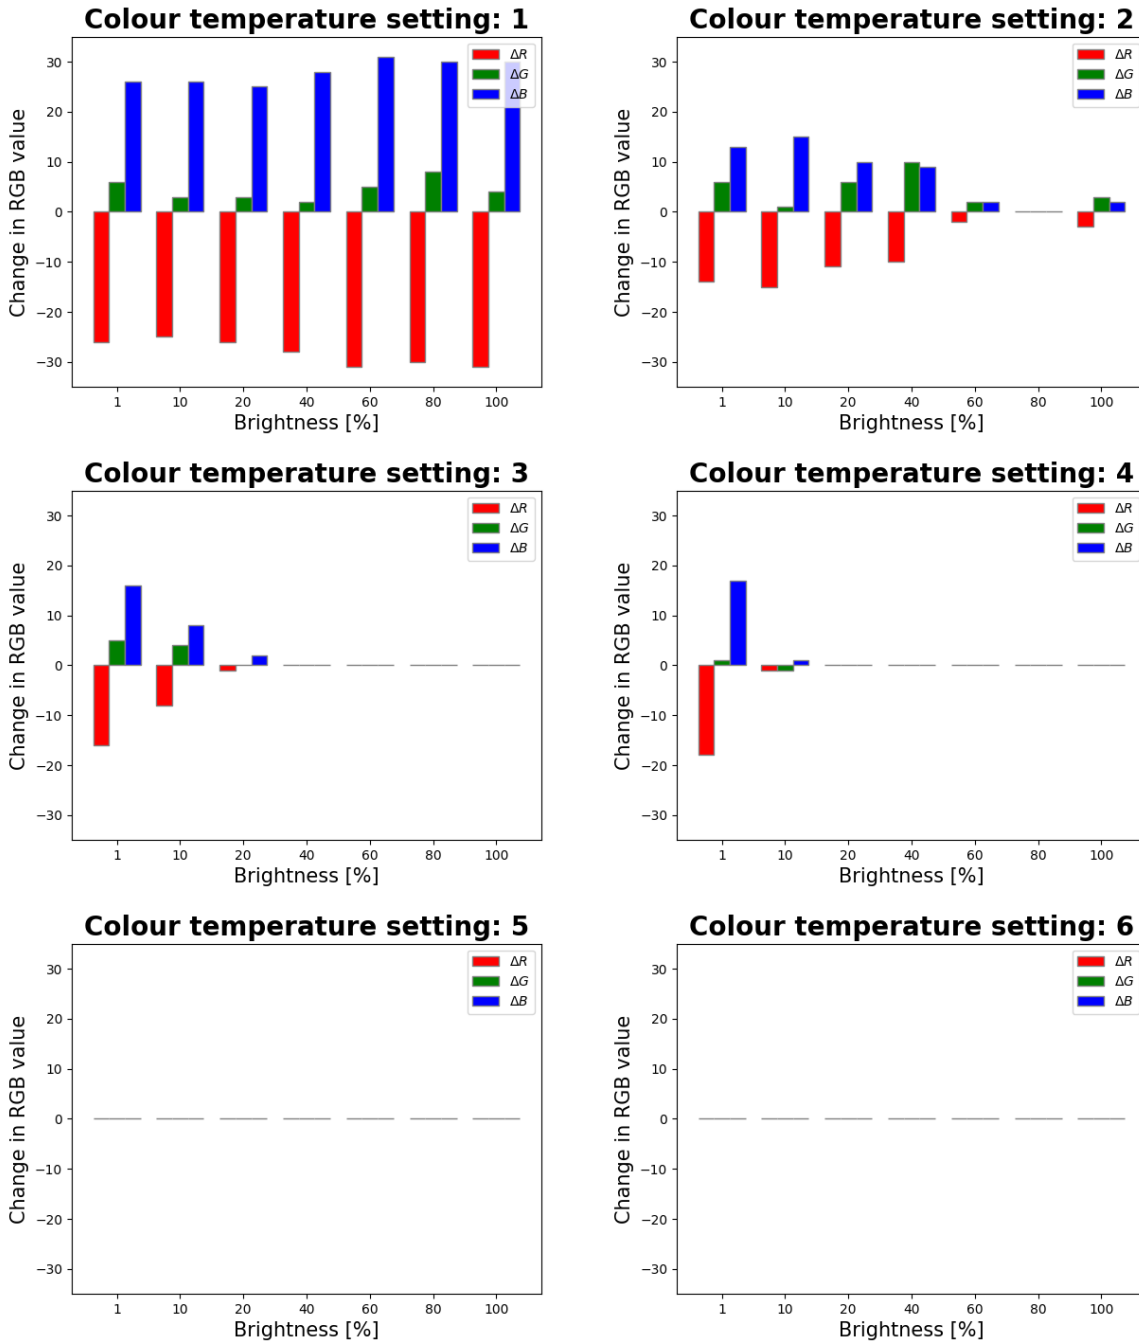 Colour temperature setting: 1
Change in RGB value
30
20
10
0
−10
−20
−30
ΔR
ΔG
ΔB
1 10 20 40 60 80 100
Brightness [%]
Colour temperature setting: 2
Change in RGB value
30
20
10
0
−10
−20
−30
ΔR
ΔG
ΔB
1 10 20 40 60 80 100
Brightness [%]
Colour temperature setting: 3
Change in RGB value
30
20
10
0
−10
−20
−30
ΔR
ΔG
ΔB
1 10 20 40 60 80 100
Brightness [%]
Colour temperature setting: 4
Change in RGB value
30
20
10
0
−10
−20
−30
ΔR
ΔG
ΔB
1 10 20 40 60 80 100
Brightness [%]
Colour temperature setting: 5
Change in RGB value
30
20
10
0
−10
−20
−30
ΔR
ΔG
ΔB
1 10 20 40 60 80 100
Brightness [%]
Colour temperature setting: 6
Change in RGB value
30
20
10
0
−10
−20
−30
ΔR
ΔG
ΔB
1 10 20 40 60 80 100
Brightness [%]